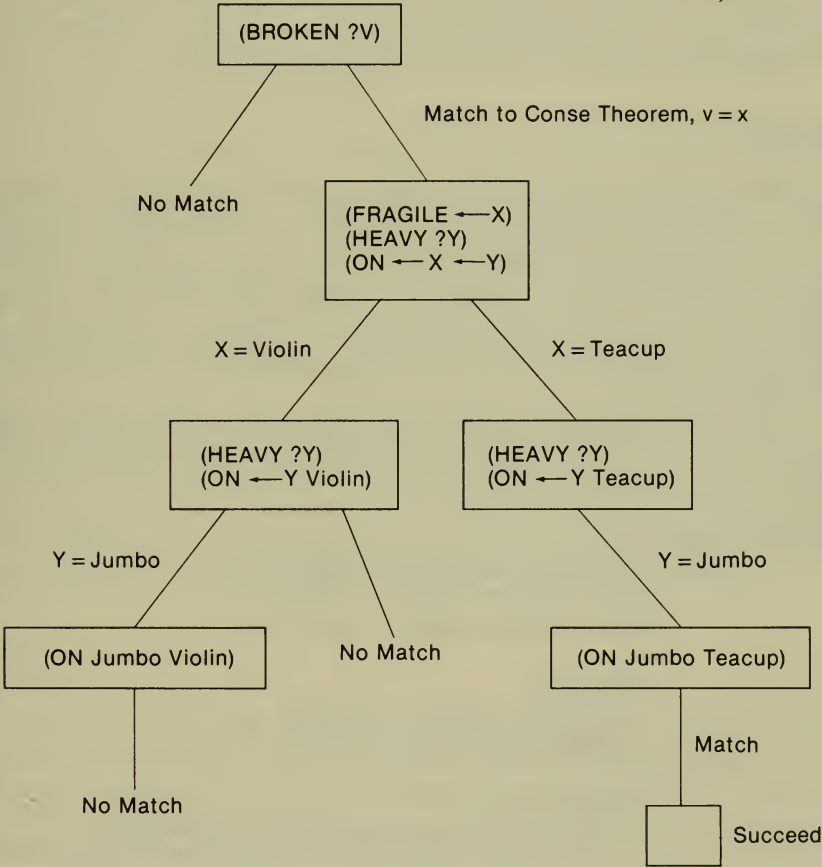 (BROKEN ?V)
Match to Conse Theorem, v = x
No Match
(FRAGILE ←X)
(HEAVY ?Y)
(ON ← X ←Y)
X = Violin
X = Teacup
(HEAVY ?Y)
(ON ←Y Violin)
(HEAVY ?Y)
(ON ←Y Teacup)
Y = Jumbo
Y = Jumbo
No Match
(ON Jumbo Violin)
(ON Jumbo Teacup)
Match
No Match
Succeed